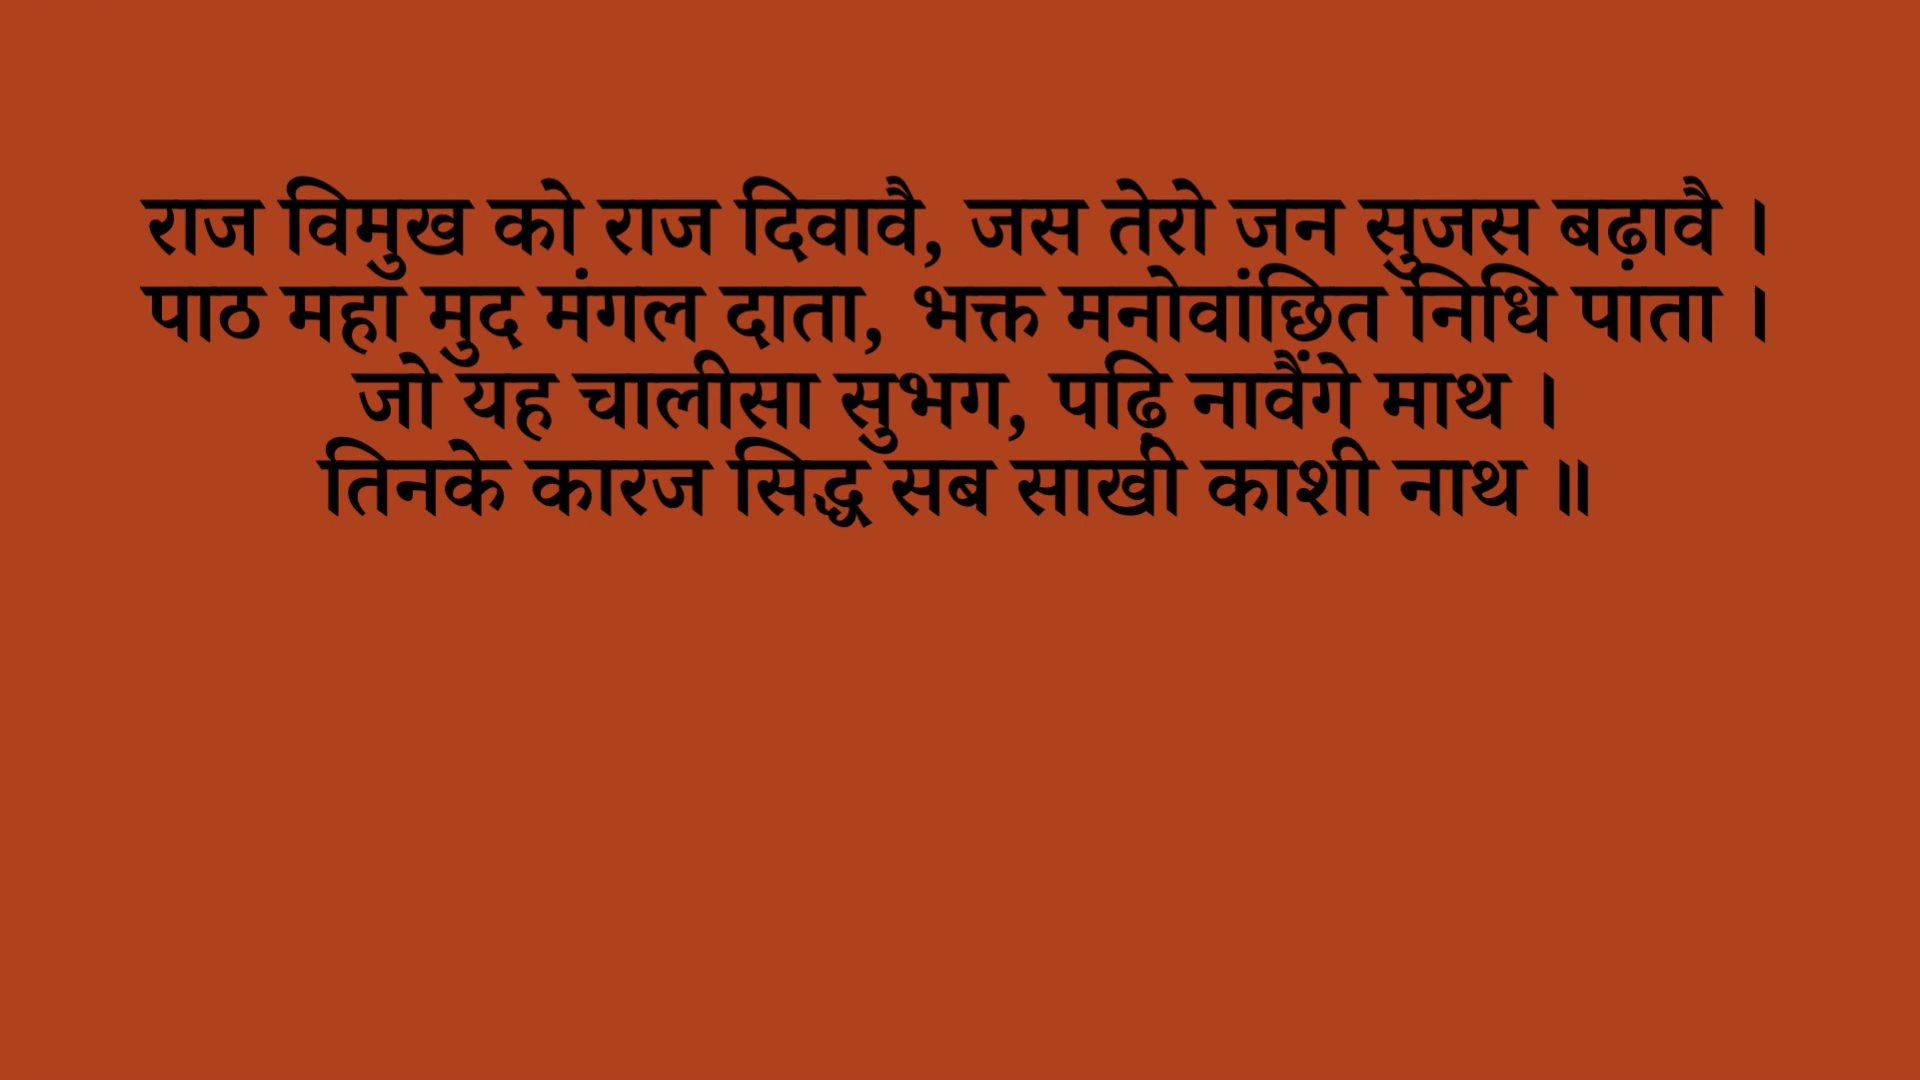 राज विमुख को राज दिवावै, जस तेरो जन सुजस बढ़ावै ।
पाठ महा मुद मंगल दाता, भक्त मनोवांछित निधि पाता ।
जो यह चालीसा सुभग, पढ़ि नावैंगे माथ ।
तिनके कारज सिद्ध सब साखी काशी नाथ ॥